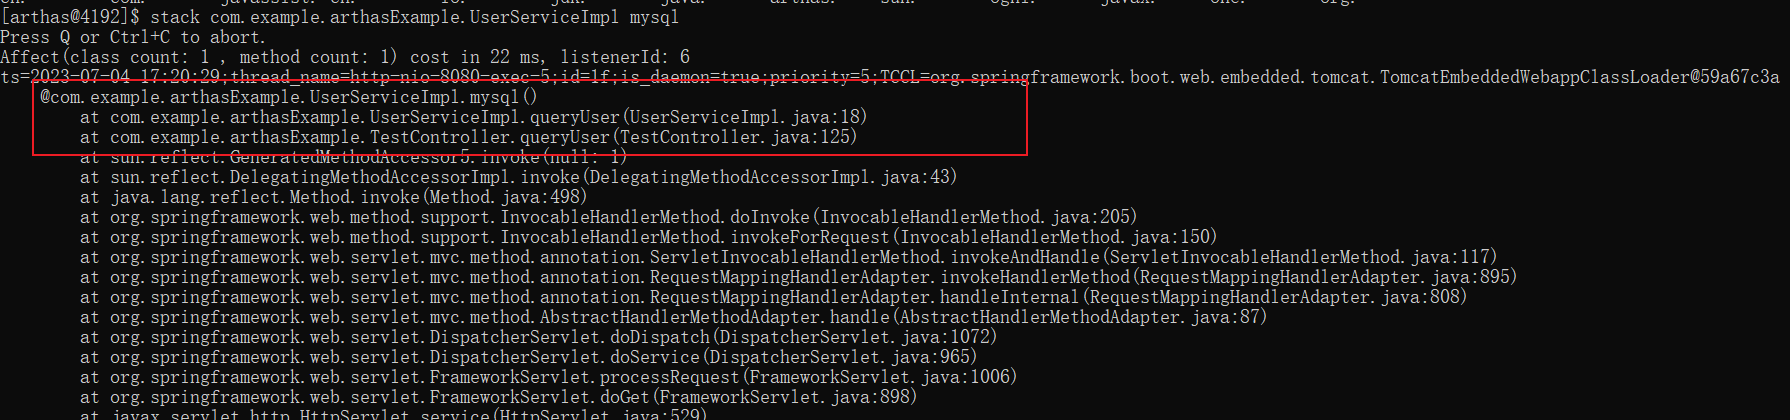 [arthas@4192]$ stack com.example.arthasExample.UserServiceImpl mysql
Press Q or Ctrl+C to abort.
Affect(class count: 1 , method count: 1) cost in 22 ms, listenerId: 6
ts=2023-07-04 17:20:29;thread_name=http-nio-8080-exec-5;id=1f;is_daemon=true;priority=5;TCCL=org.springframework.boot.web.embedded.tomcat.TomcatEmbeddedWebappClassLoader@59a67c3a
@com.example.arthasExample.UserServiceImpl.mysql()
at com.example.arthasExample.UserServiceImpl.queryUser(UserServiceImpl.java:18)
at com.example.arthasExample.TestController.queryUser(TestController.java:125)
at sun.reflect.GeneratedMethodAccessor5.invoke(null: 1)
at sun.reflect.DelegatingMethodAccessorImpl.invoke(DelegatingMethodAccessorImpl.java:43)
at java.lang.reflect.Method.invoke(Method.java:498)
at org.springframework.web.method.support.InvocableHandlerMethod.doInvoke(InvocableHandlerMethod.java:205)
at org.springframework.web.method.support.InvocableHandlerMethod.invokeForRequest(InvocableHandlerMethod.java:150)
at org.springframework.web.servlet.mvc.method.annotation.ServletInvocableHandlerMethod.invokeAndHandle(ServletInvocableHandlerMethod.java:117)
at org.springframework.web.servlet.mvc.method.annotation.RequestMappingHandlerAdapter.invokeHandlerMethod(RequestMappingHandlerAdapter.java:895)
at org.springframework.web.servlet.mvc.method.annotation.RequestMappingHandlerAdapter.handleInternal(RequestMappingHandlerAdapter.java:808)
at org.springframework.web.servlet.mvc.method.AbstractHandlerMethodAdapter.handle(AbstractHandlerMethodAdapter.java:87)
at org.springframework.web.servlet.DispatcherServlet.doDispatch(DispatcherServlet.java:1072)
at org.springframework.web.servlet.DispatcherServlet.doService(DispatcherServlet.java:965)
at org.springframework.web.servlet.FrameworkServlet.processRequest(FrameworkServlet.java:1006)
at org.springframework.web.servlet.FrameworkServlet.doGet(FrameworkServlet.java:898)
at javax.servlet.http.HttpServlet.service(HttpServlet.java:529)